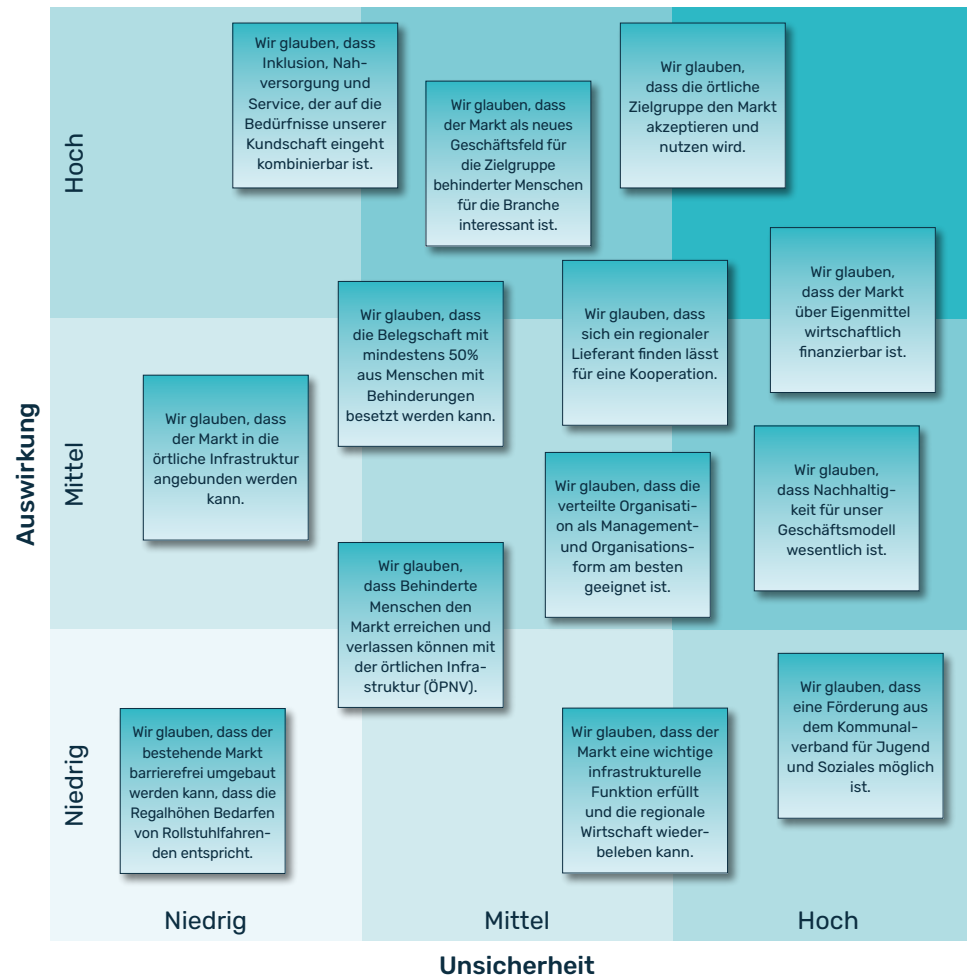 Auswirkung
Hoch
Mittel
Niedrig
Wir glauben, dass
Inklusion, Nah-
versorgung und
Service, der auf die
Bedürfnisse unserer
Kundschaft eingeht
kombinierbar ist.
Wir glauben, dass
der Markt als neues
Geschäftsfeld für
die Zielgruppe
behinderter Menschen
für die Branche
interessant ist.
Wir glauben,
dass die örtliche
Zielgruppe den Markt
akzeptieren und
nutzen wird.
Wir glauben, dass
die Belegschaft mit
mindestens 50%
aus Menschen mit
Behinderungen
besetzt werden kann.
Wir glauben, dass
sich ein regionaler
Lieferant finden lässt
für eine Kooperation.
Wir glauben,
dass der Markt
über Eigenmittel
wirtschaftlich
finanzierbar ist.
Wir glauben, dass
der Markt in die
örtliche Infrastruktur
angebunden werden
kann.
Wir glauben, dass die
verteilte Organisati-
on als Management-
und Organisations-
form am besten
geeignet ist.
Wir glauben,
dass Nachhaltig-
keit für unser
Geschäftsmodell
wesentlich ist.
Wir glauben,
dass Behinderte
Menschen den
Markt erreichen und
verlassen können mit
der örtlichen Infra-
struktur (ÖPNV).
Wir glauben, dass der
bestehende Markt
barrierefrei umgebaut
werden kann, dass die
Regalhöhen Bedarfen
von Rollstuhlfahren-
den entspricht.
Wir glauben, dass der
Markt eine wichtige
infrastrukturelle
Funktion erfüllt
und die regionale
Wirtschaft wieder-
beleben kann.
Wir glauben, dass
eine Förderung aus
dem Kommunal-
verband für Jugend
und Soziales möglich
ist.
Niedrig
Mittel
Hoch
Unsicherheit